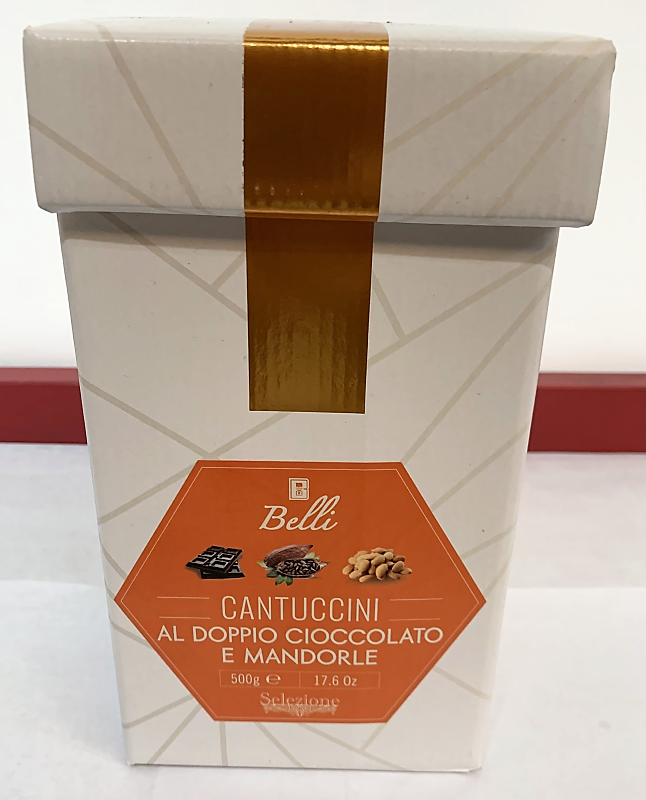 Belli
CANTUCCINI
AL DOPPIO CIOCCOLATO
E MANDORLE
500g ℮ 17.6 Oz
Selezione